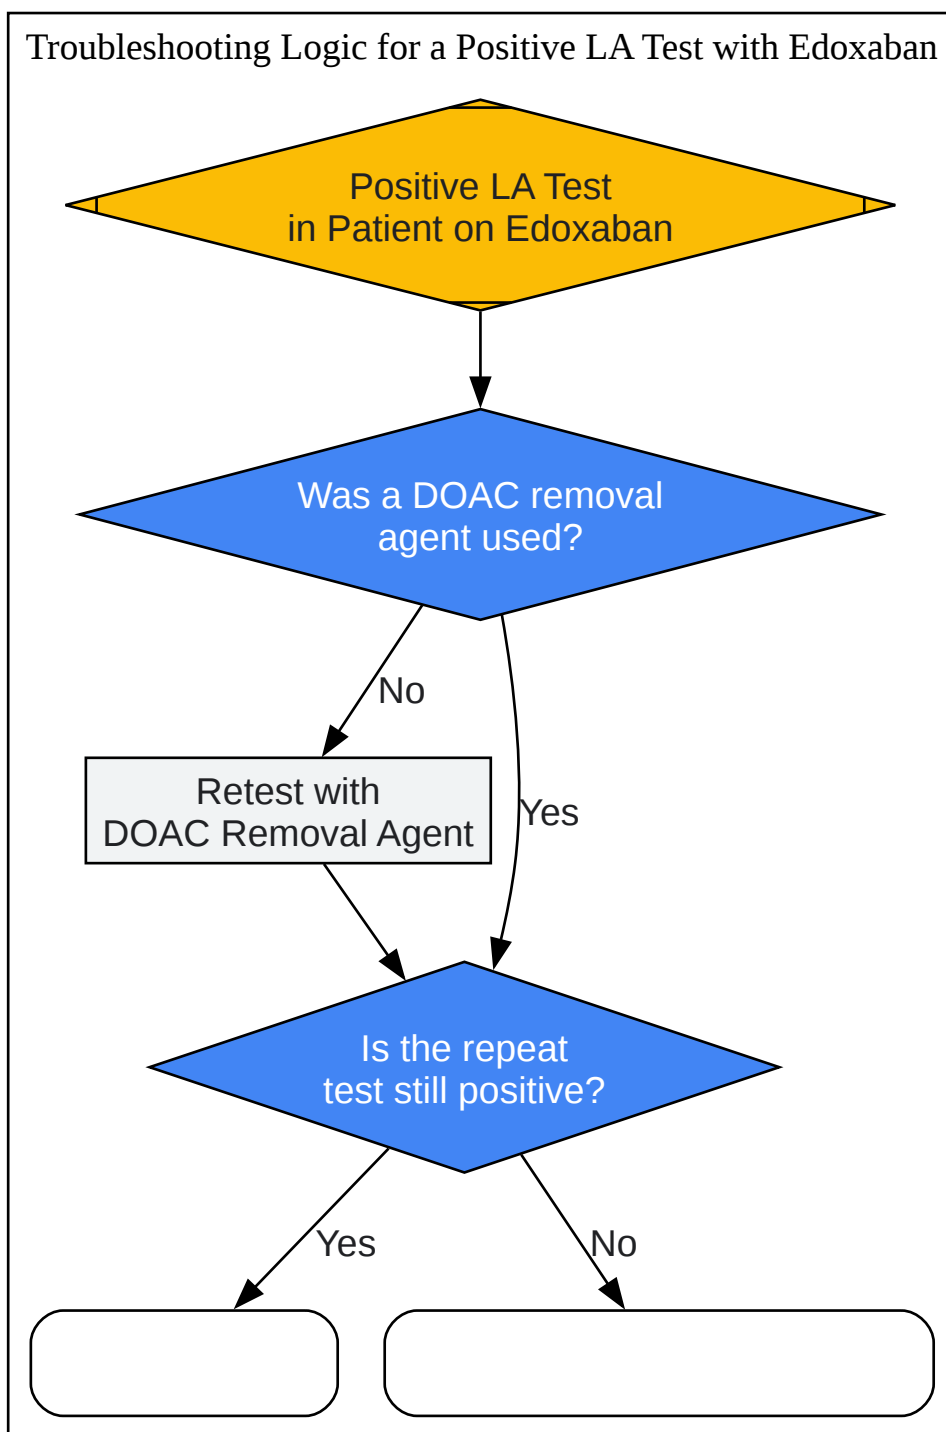 Troubleshooting Logic for a Positive LA Test with Edoxaban
Positive LA Test
in Patient on Edoxaban
Was a DOAC removal
agent used?
No
Retest with
DOAC Removal Agent
Yes
Is the repeat
test still positive?
Yes
No